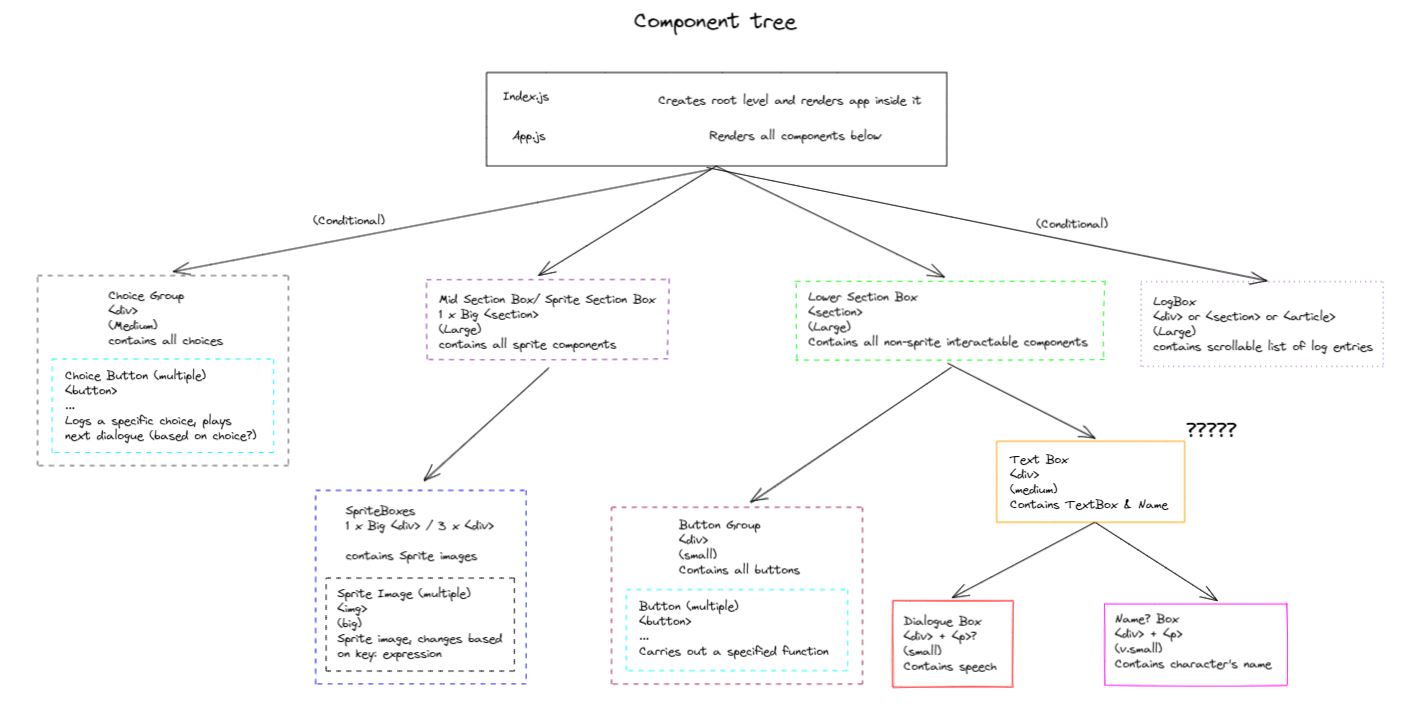 Component tree
Index.js
Creates root level and renders app inside it
App.js
Renders all components below
(Conditional)
(Conditional)
Choice Group
<div>
(Medium)
contains all choices
Choice Button (multiple)
<button>
...
Logs a specific choice, plays
next dialogue (based on choice?)
Mid Section Box/ Sprite Section Box
1 x Big <section>
(Large)
contains all sprite components
Lower Section Box
<section>
(Large)
Contains all non-sprite interactable components
LogBox
<div> or <section> or <article>
(Large)
contains scrollable list of log entries
SpriteBoxes
1 x Big <div> / 3 x <div>
contains Sprite images
Sprite Image (multiple)
<img>
(big)
Sprite image, changes based
on key: expression
Button Group
<div>
(small)
Contains all buttons
Button (multiple)
<button>
...
Carries out a specified function
?????
Text Box
<div>
(medium)
Contains TextBox & Name
Dialogue Box
<div> + <p>?
(small)
Contains speech
Name? Box
<div> + <p>
(v.small)
Contains character's name